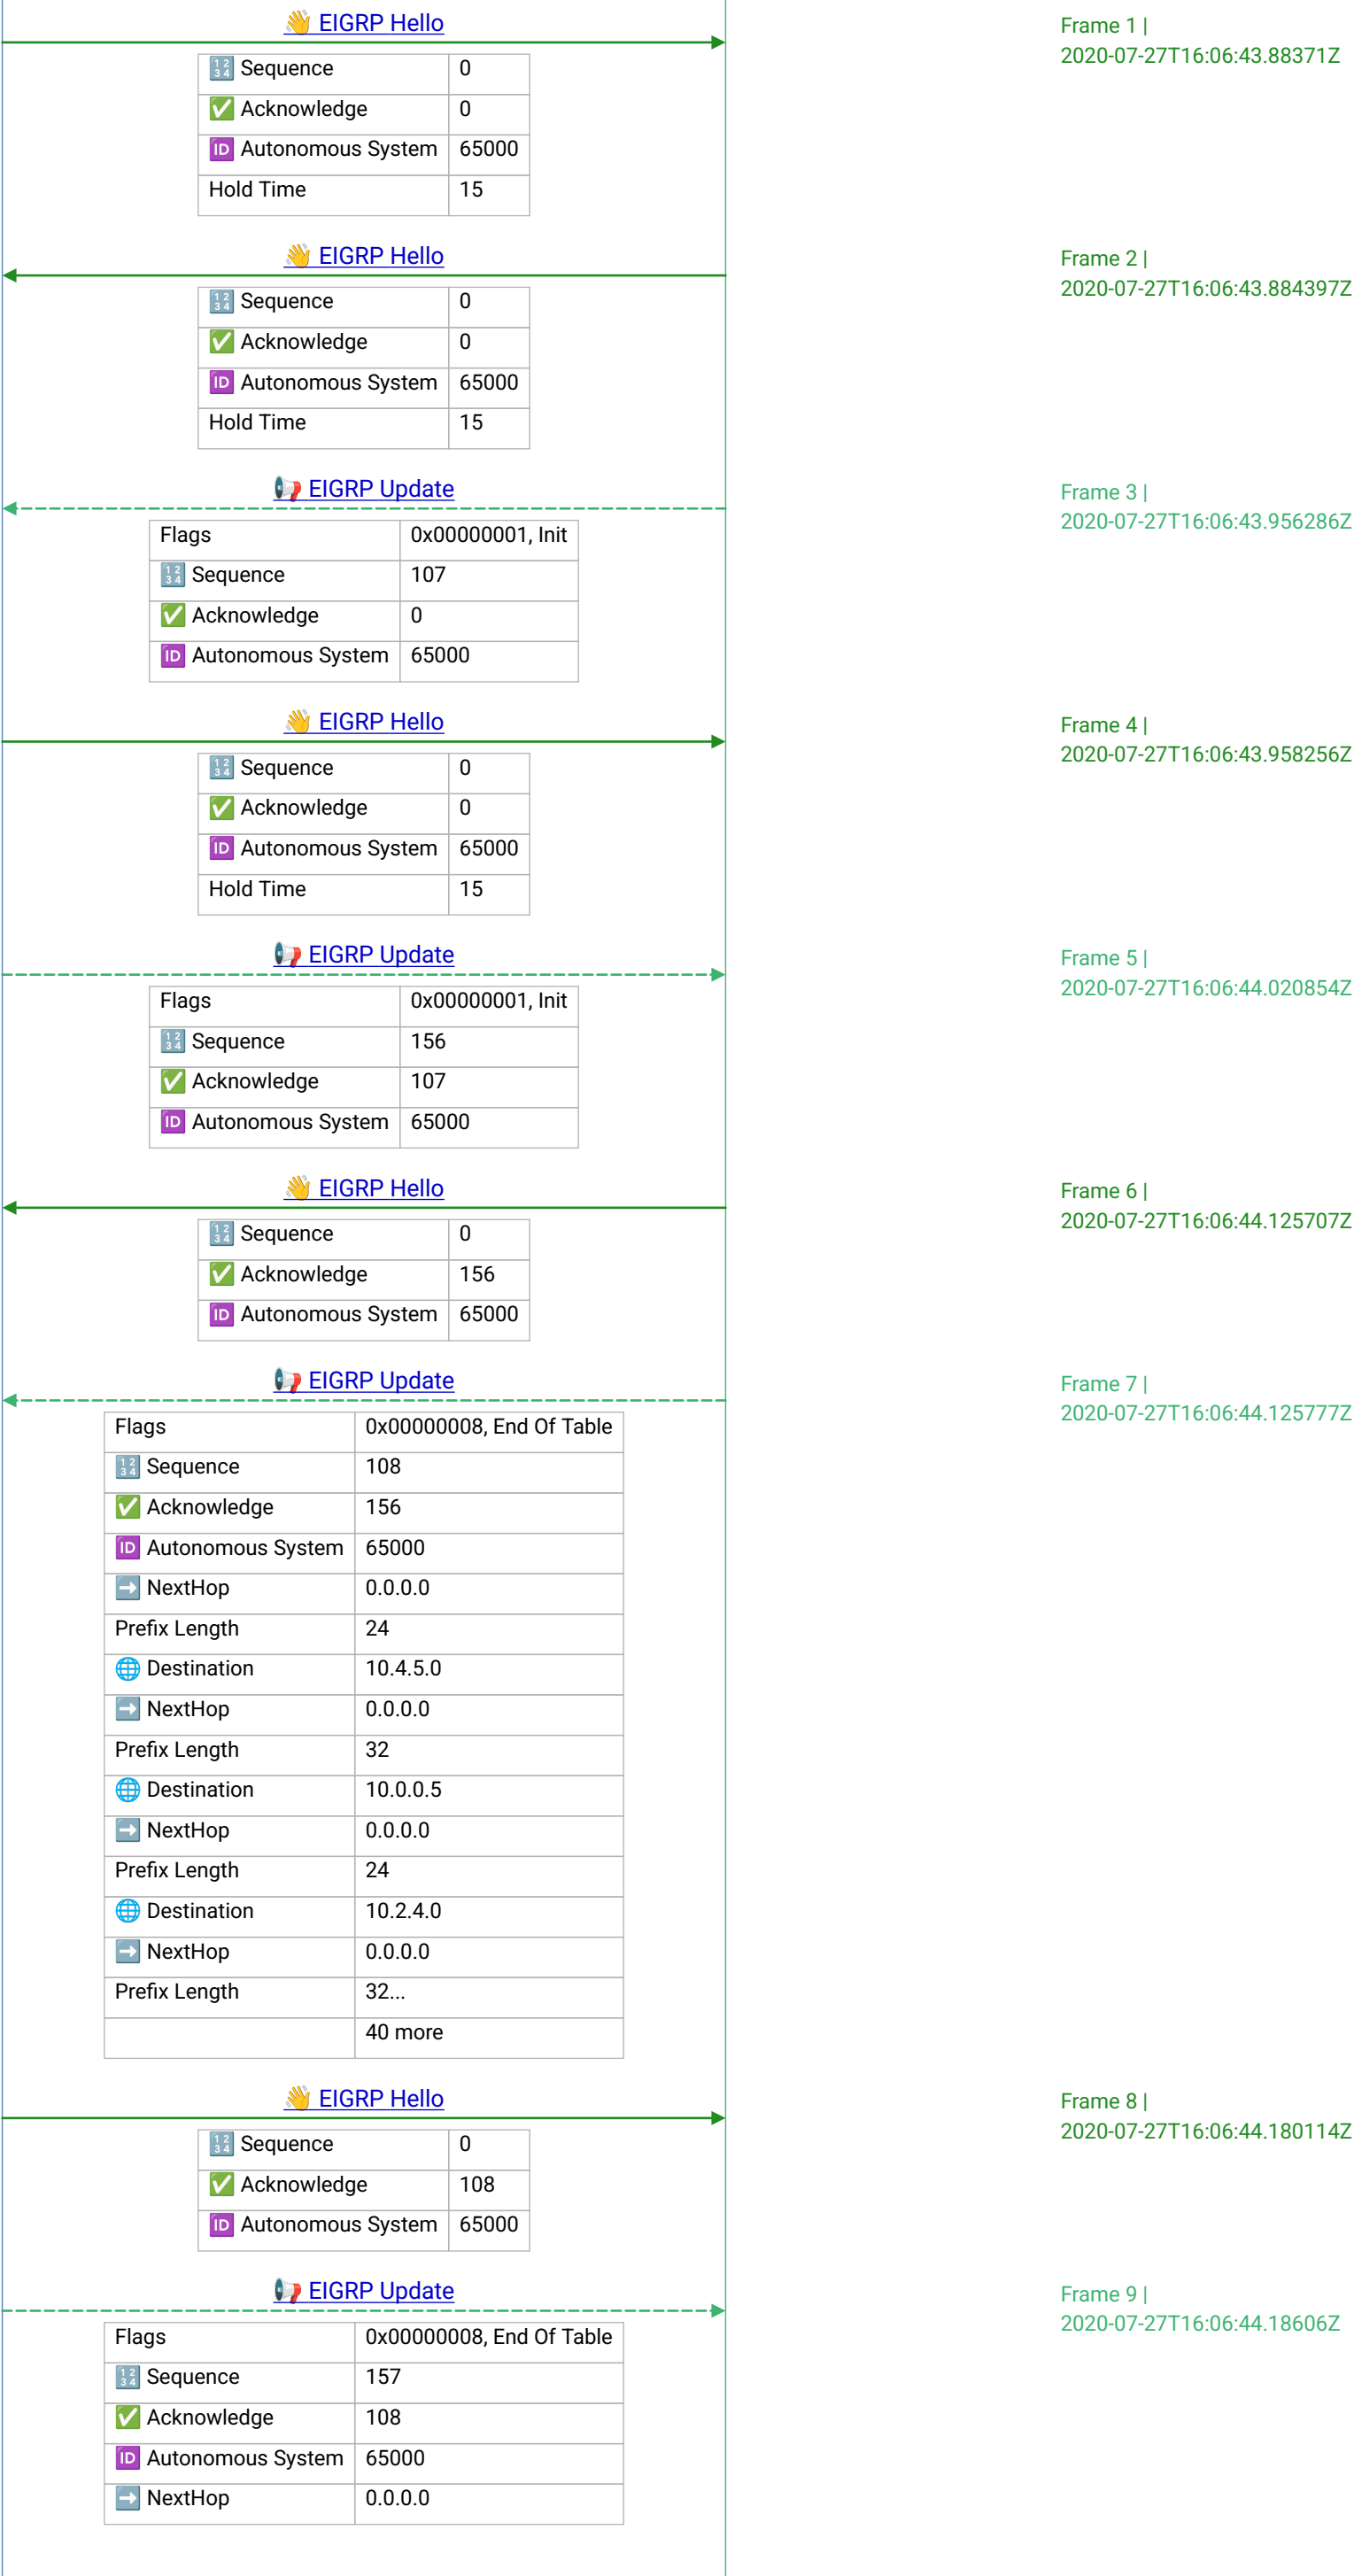 👋 EIGRP Hello
Frame 1 |
2020-07-27T16:06:43.88371Z
🔢 Sequence 0
✅ Acknowledge 0
🆔 Autonomous System 65000
Hold Time 15
👋 EIGRP Hello
Frame 2 |
2020-07-27T16:06:43.884397Z
🔢 Sequence 0
✅ Acknowledge 0
🆔 Autonomous System 65000
Hold Time 15
📢 EIGRP Update
Frame 3 |
2020-07-27T16:06:43.956286Z
Flags 0x00000001, Init
🔢 Sequence 107
✅ Acknowledge 0
🆔 Autonomous System 65000
👋 EIGRP Hello
Frame 4 |
2020-07-27T16:06:43.958256Z
🔢 Sequence 0
✅ Acknowledge 0
🆔 Autonomous System 65000
Hold Time 15
📢 EIGRP Update
Frame 5 |
2020-07-27T16:06:44.020854Z
Flags 0x00000001, Init
🔢 Sequence 156
✅ Acknowledge 107
🆔 Autonomous System 65000
👋 EIGRP Hello
Frame 6 |
2020-07-27T16:06:44.125707Z
🔢 Sequence 0
✅ Acknowledge 156
🆔 Autonomous System 65000
📢 EIGRP Update
Frame 7 |
2020-07-27T16:06:44.125777Z
Flags 0x00000008, End Of Table
🔢 Sequence 108
✅ Acknowledge 156
🆔 Autonomous System 65000
➡️ NextHop 0.0.0.0
Prefix Length 24
🌐 Destination 10.4.5.0
➡️ NextHop 0.0.0.0
Prefix Length 32
🌐 Destination 10.0.0.5
➡️ NextHop 0.0.0.0
Prefix Length 24
🌐 Destination 10.2.4.0
➡️ NextHop 0.0.0.0
Prefix Length 32...
40 more
👋 EIGRP Hello
Frame 8 |
2020-07-27T16:06:44.180114Z
🔢 Sequence 0
✅ Acknowledge 108
🆔 Autonomous System 65000
📢 EIGRP Update
Frame 9 |
2020-07-27T16:06:44.18606Z
Flags 0x00000008, End Of Table
🔢 Sequence 157
✅ Acknowledge 108
🆔 Autonomous System 65000
➡️ NextHop 0.0.0.0